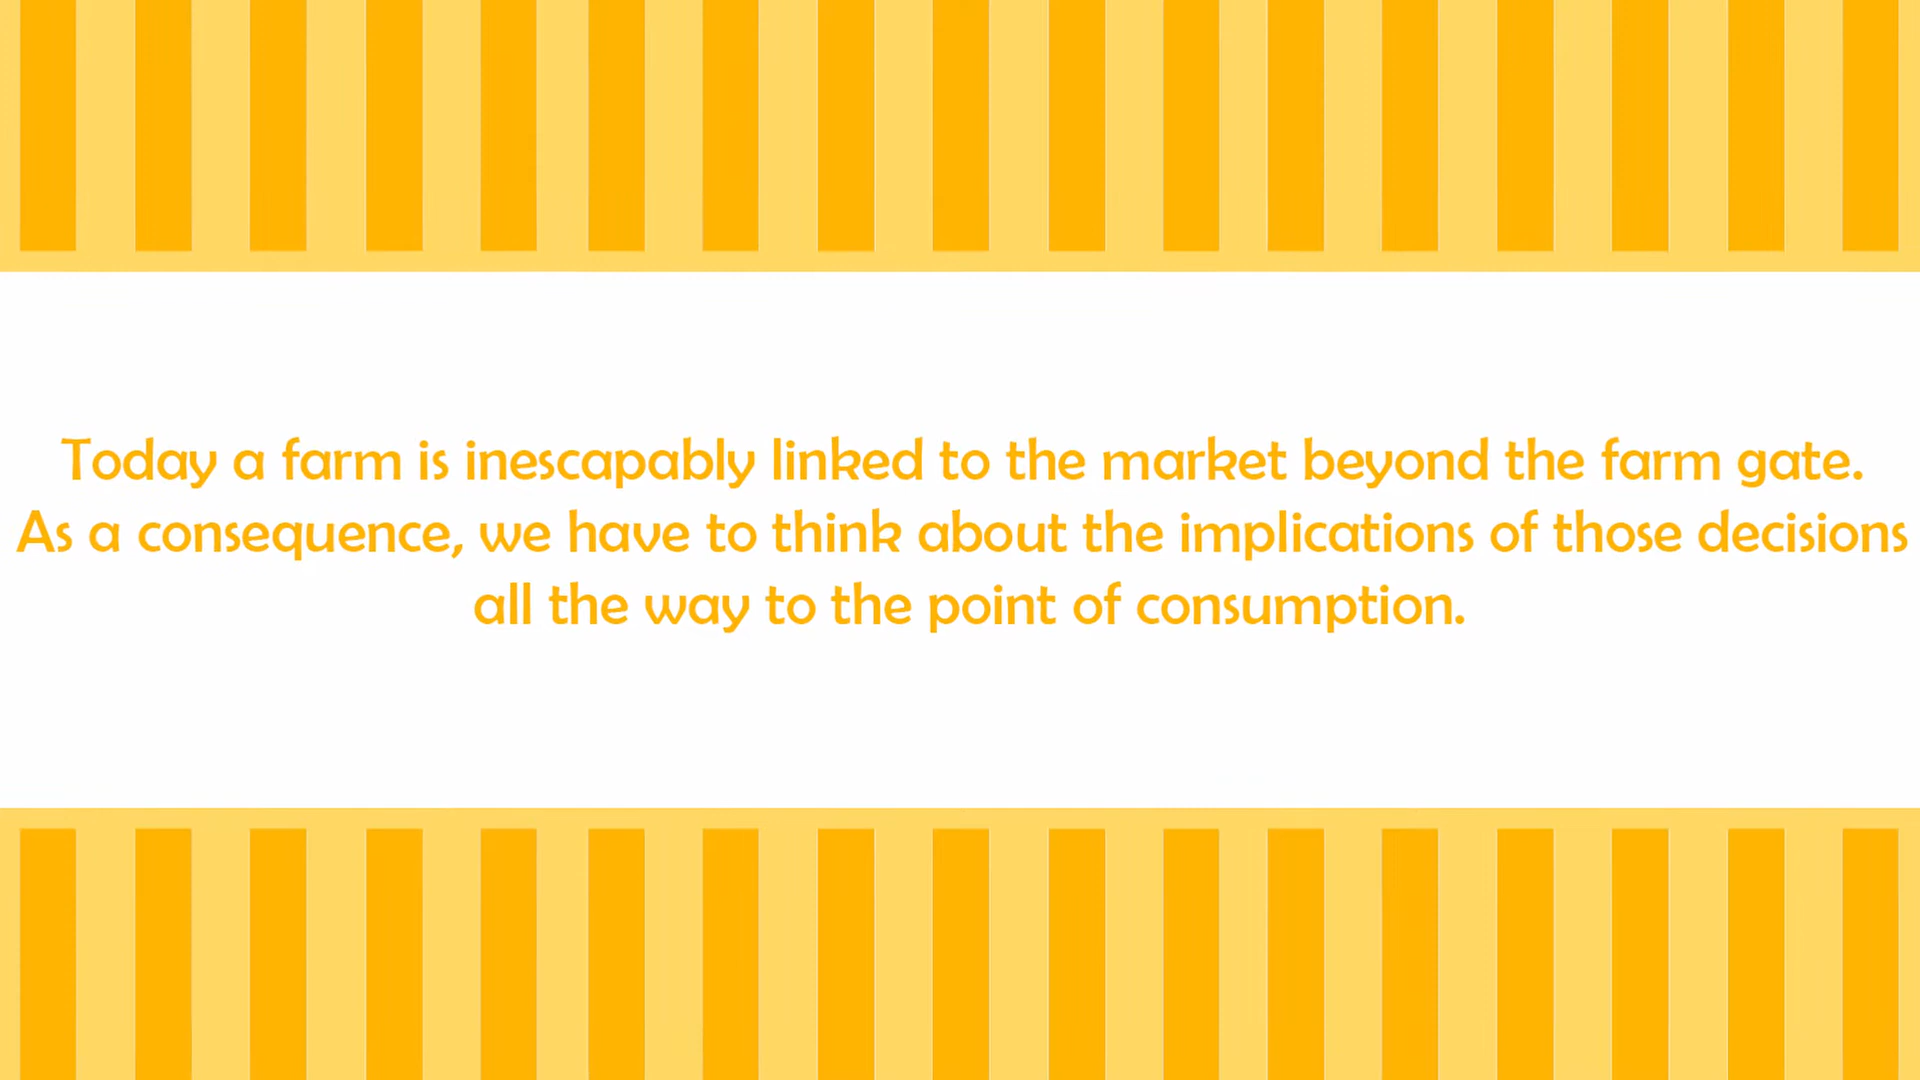 Today a farm is inescapably linked to the market beyond the farm gate.
As a consequence, we have to think about the implications of those decisions
all the way to the point of consumption.